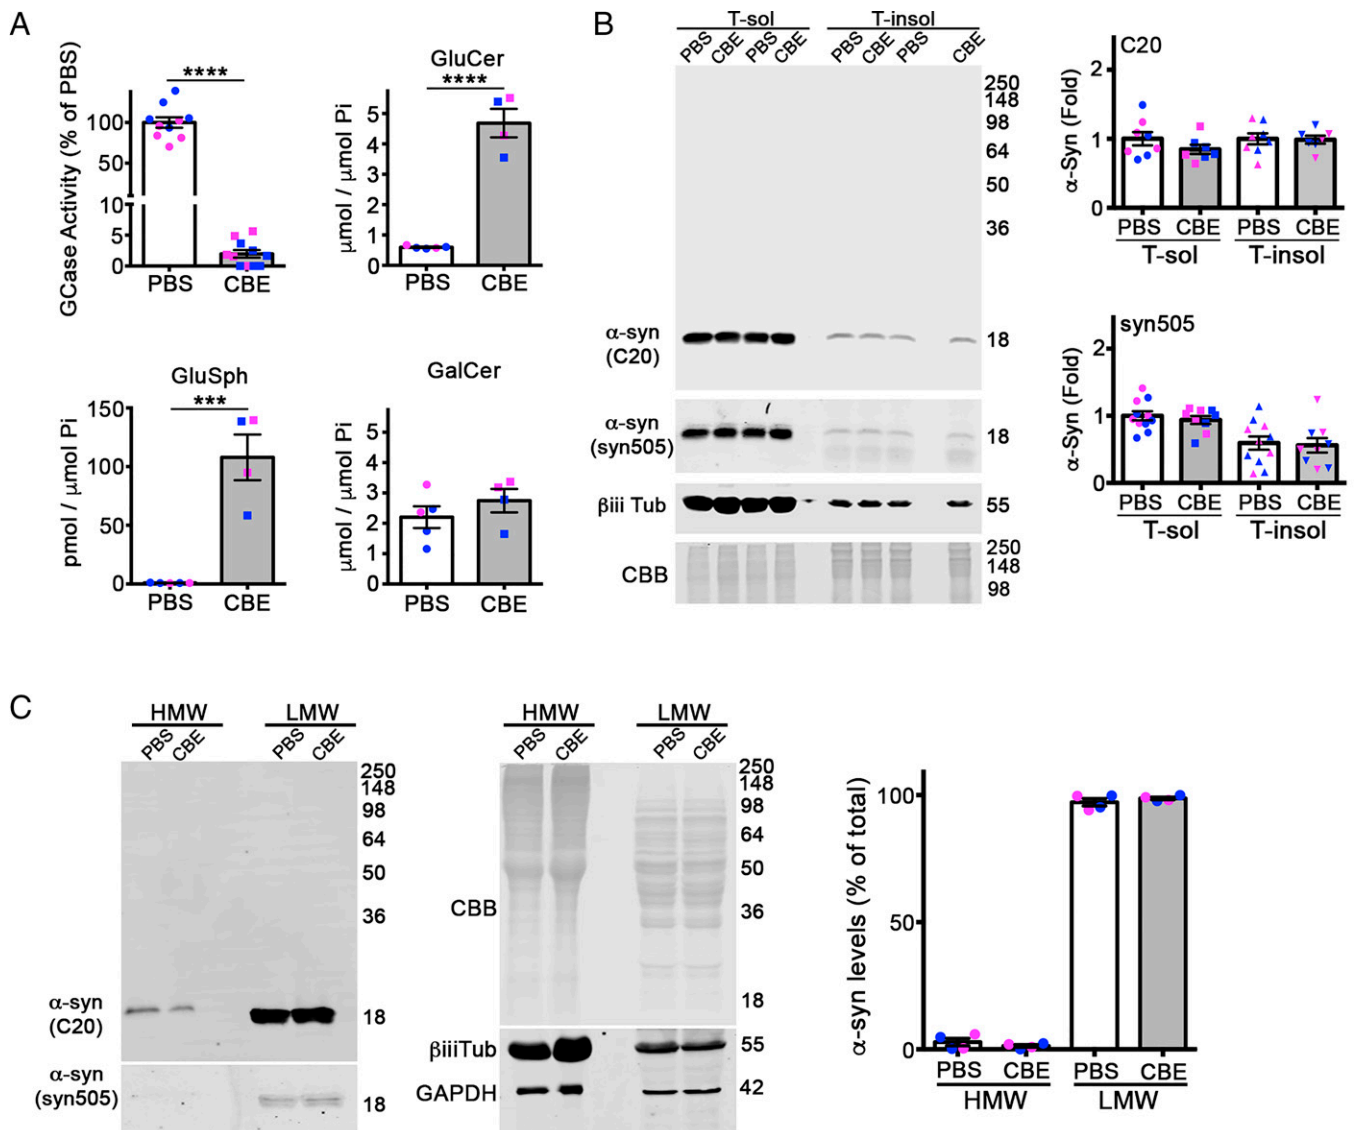 A
GCase Activity (% of PBS)
****
100
50
10
5
0
PBS CBE
GluCer
****
μmol / μmol Pi
5
4
3
2
1
0
PBS CBE
GluSph
***
pmol / μmol Pi
150
100
50
0
PBS CBE
GalCer
μmol / μmol Pi
5
4
3
2
1
0
PBS CBE
B
T-sol T-insol
PBS CBE PBS CBE PBS CBE PBS CBE
250
148
98
64
50
36
α-syn
(C20)
18
α-syn
(syn505)
18
βiii Tub
55
CBB
250
148
98
C20
α-Syn (Fold)
2
1
0
PBS CBE PBS CBE
T-sol T-insol
syn505
α-Syn (Fold)
2
1
0
PBS CBE PBS CBE
T-sol T-insol
C
HMW LMW
PBS CBE PBS CBE
250
148
98
64
50
36
α-syn
(C20)
18
α-syn
(syn505)
18
HMW LMW
PBS CBE PBS CBE
250
148
98
64
50
36
18
CBB
βiiiTub
55
GAPDH
42
α-syn levels (% of total)
100
50
0
PBS CBE PBS CBE
HMW LMW